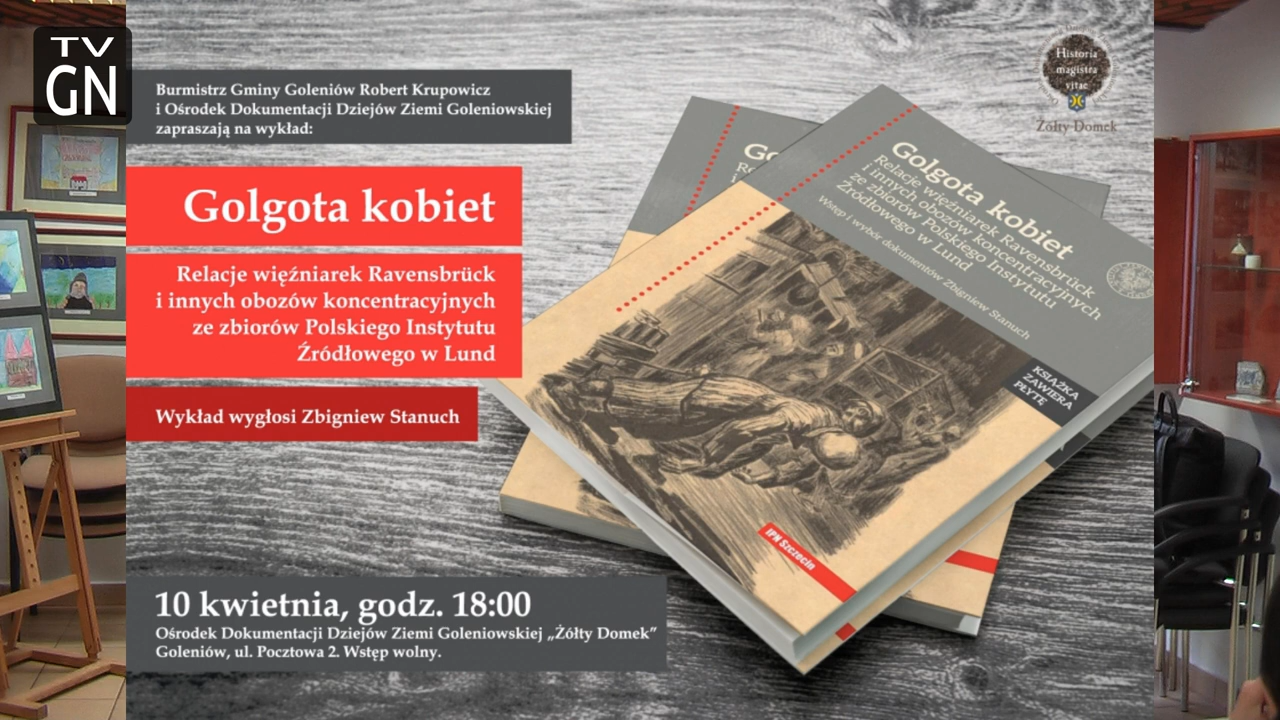 TV
GN
Burmistrz Gminy Goleniów Robert Krupowicz
i Ośrodek Dokumentacji Dziejów Ziemi Goleniowskiej
zapraszają na wykład:
Golgota kobiet
Relacje więźniarek Ravensbrück
i innych obozów koncentracyjnych
ze zbiorów Polskiego Instytutu
Źródłowego w Lund
Wykład wygłosi Zbigniew Stanuch
10 kwietnia, godz. 18:00
Ośrodek Dokumentacji Dziejów Ziemi Goleniowskiej „Żółty Domek”
Goleniów, ul. Pocztowa 2. Wstęp wolny.
Historia
magistra
vitae
Żółty Domek
Go
Golgota kobiet
Relacje więźniarek Ravensbrück
i innych obozów koncentracyjnych
ze zbiorów Polskiego Instytutu
Źródłowego w Lund
Wstęp i wybór dokumentów Zbigniew Stanuch
KSIĄŻKA
ZAWIERA
PŁYTĘ
IPN Szczecin